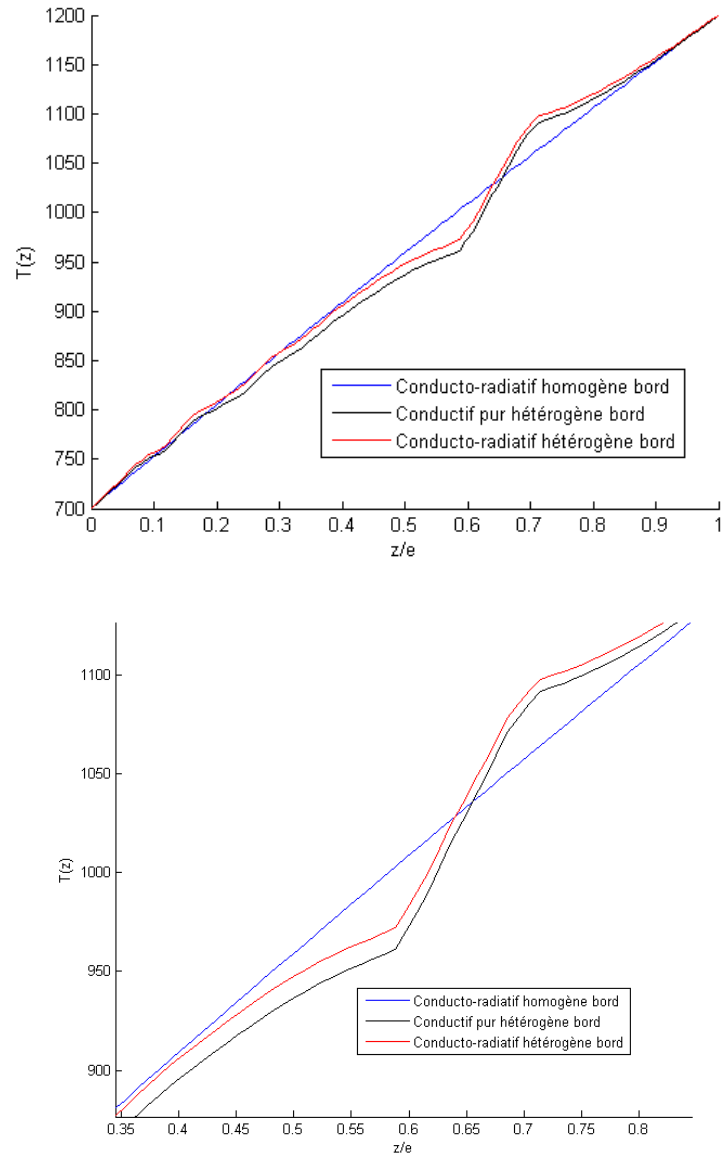 1200
1150
1100
1050
1000
950
900
850
800
750
700
T(z)
0 0.1 0.2 0.3 0.4 0.5 0.6 0.7 0.8 0.9 1
z/e
Conducto-radiatif homogène bord
Conductif pur hétérogène bord
Conducto-radiatif hétérogène bord
1100
1050
1000
950
900
T(z)
0.35 0.4 0.45 0.5 0.55 0.6 0.65 0.7 0.75 0.8
z/e
Conducto-radiatif homogène bord
Conductif pur hétérogène bord
Conducto-radiatif hétérogène bord